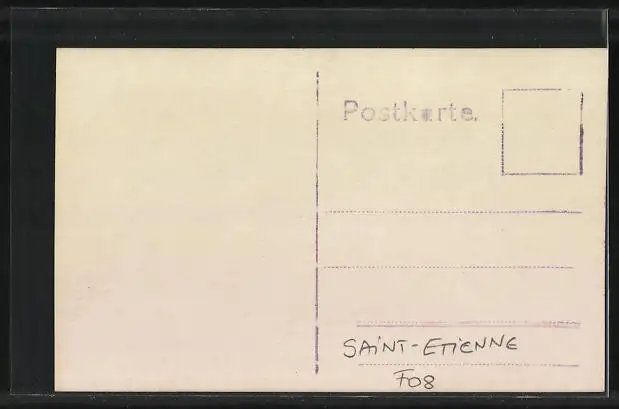 Postkarte.
SAINT-ETIENNE
F08